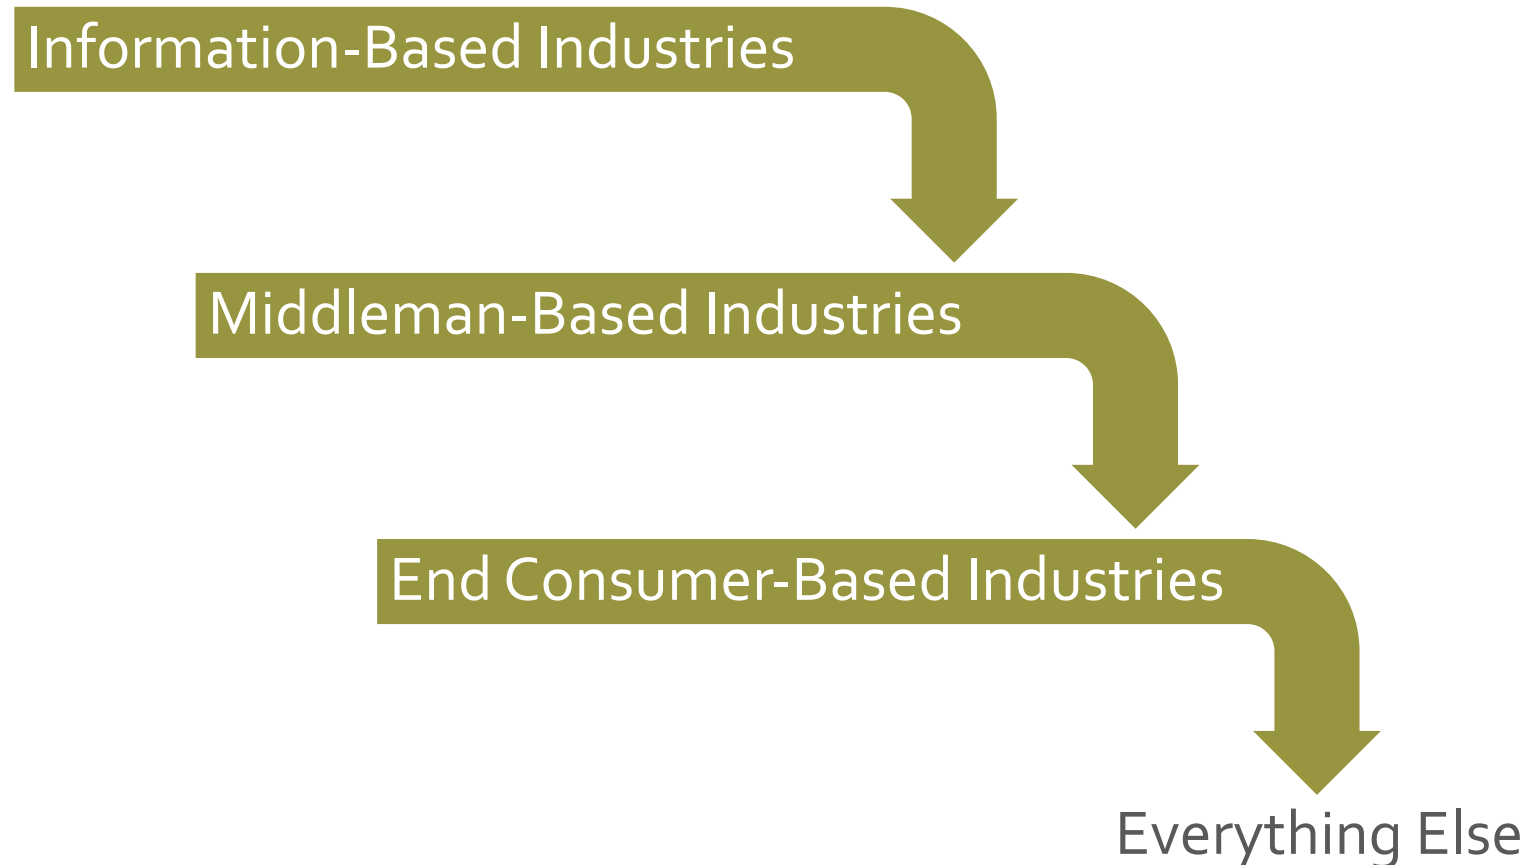 Information-Based Industries
Middleman-Based Industries
End Consumer-Based Industries
Everything Else